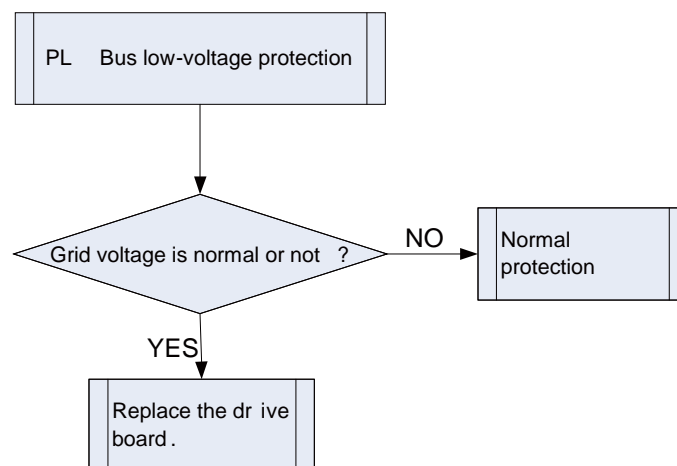 PL Bus low-voltage protection
Grid voltage is normal or not ?
NO
Normal
protection
YES
Replace the dr ive
board .